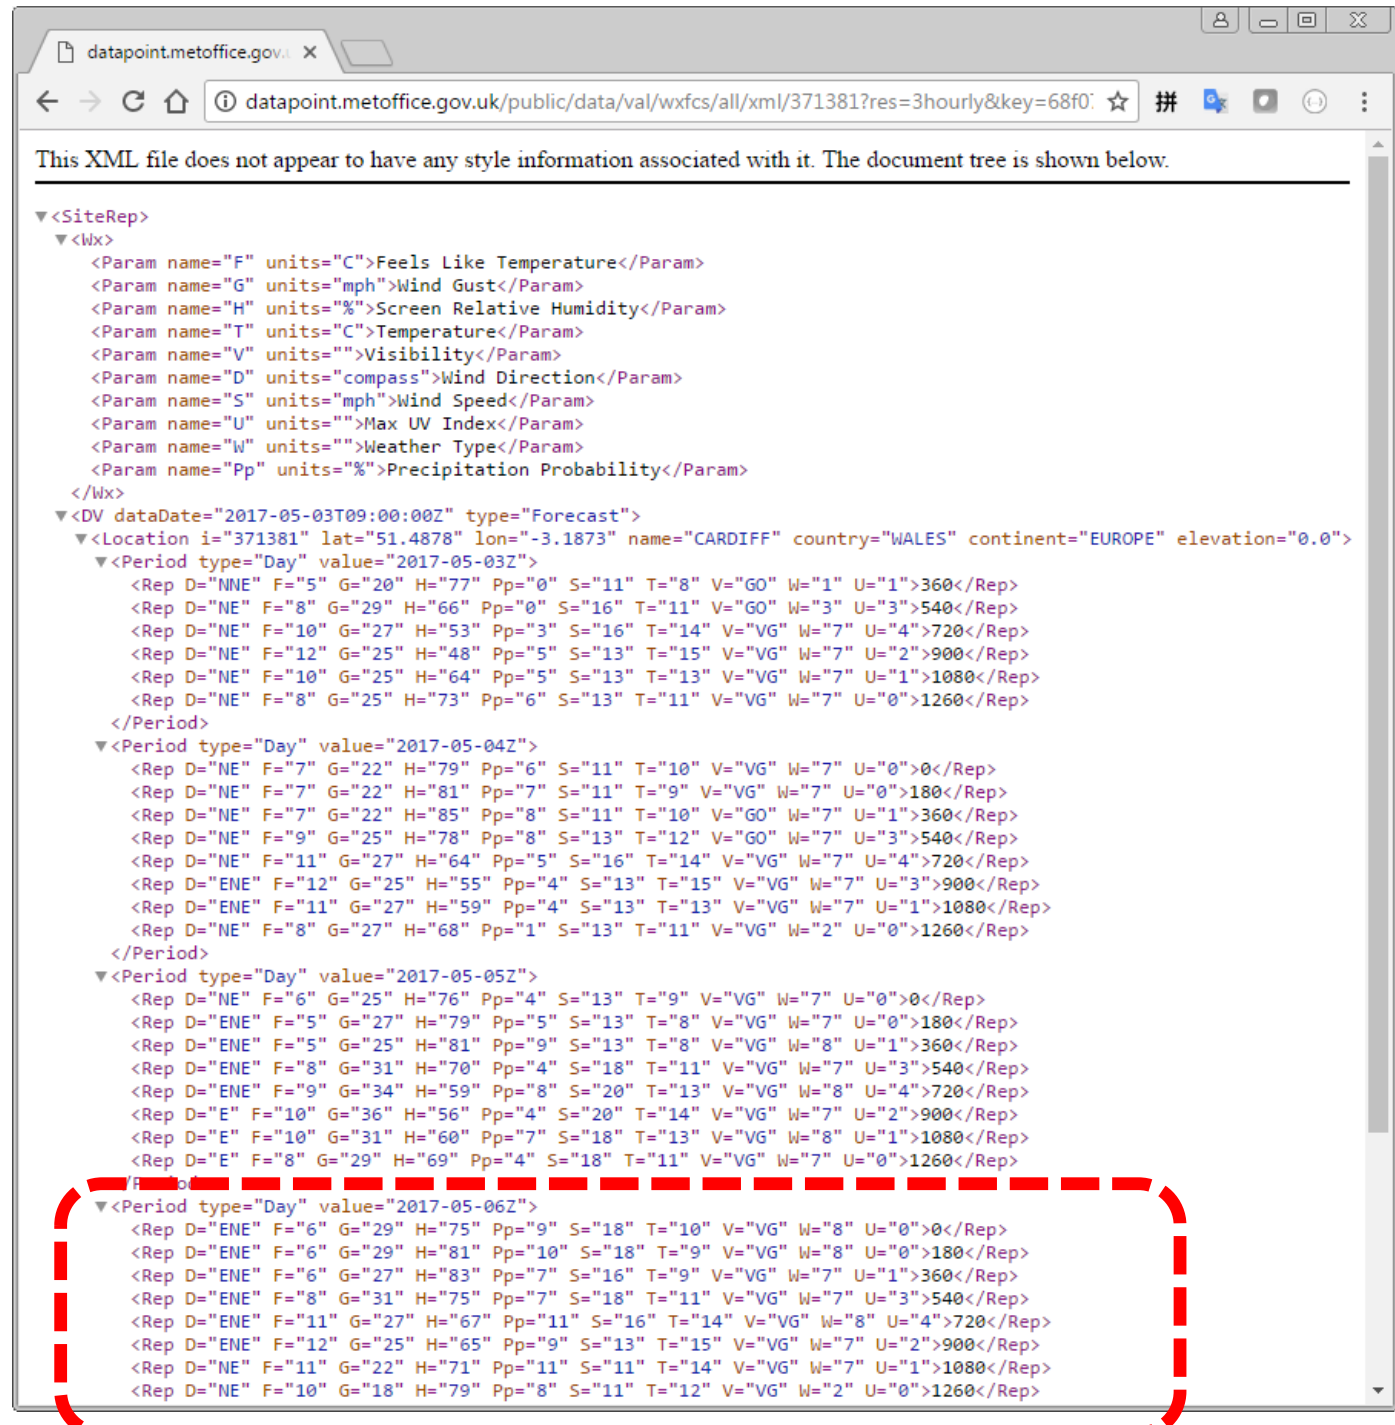 datapoint.metoffice.gov.u
datapoint.metoffice.gov.uk/public/data/val/wxfcs/all/xml/371381?res=3hourly&key=68f07
拼
This XML file does not appear to have any style information associated with it. The document tree is shown below.
▼<SiteRep>
▼<Wx>
<Param name="F" units="C">Feels Like Temperature</Param>
<Param name="G" units="mph">Wind Gust</Param>
<Param name="H" units="%">Screen Relative Humidity</Param>
<Param name="T" units="C">Temperature</Param>
<Param name="V" units="">Visibility</Param>
<Param name="D" units="compass">Wind Direction</Param>
<Param name="S" units="mph">Wind Speed</Param>
<Param name="U" units="">Max UV Index</Param>
<Param name="W" units="">Weather Type</Param>
<Param name="Pp" units="%">Precipitation Probability</Param>
</Wx>
▼<DV dataDate="2017-05-03T09:00:00Z" type="Forecast">
▼<Location i="371381" lat="51.4878" lon="-3.1873" name="CARDIFF" country="WALES" continent="EUROPE" elevation="0.0">
▼<Period type="Day" value="2017-05-03Z">
<Rep D="NNE" F="5" G="20" H="77" Pp="0" S="11" T="8" V="GO" W="1" U="1">360</Rep>
<Rep D="NE" F="8" G="29" H="66" Pp="0" S="16" T="11" V="GO" W="3" U="3">540</Rep>
<Rep D="NE" F="10" G="27" H="53" Pp="3" S="16" T="14" V="VG" W="7" U="4">720</Rep>
<Rep D="NE" F="12" G="25" H="48" Pp="5" S="13" T="15" V="VG" W="7" U="2">900</Rep>
<Rep D="NE" F="10" G="25" H="64" Pp="5" S="13" T="13" V="VG" W="7" U="1">1080</Rep>
<Rep D="NE" F="8" G="25" H="73" Pp="6" S="13" T="11" V="VG" W="7" U="0">1260</Rep>
</Period>
▼<Period type="Day" value="2017-05-04Z">
<Rep D="NE" F="7" G="22" H="79" Pp="6" S="11" T="10" V="VG" W="7" U="0">0</Rep>
<Rep D="NE" F="7" G="22" H="81" Pp="7" S="11" T="9" V="VG" W="7" U="0">180</Rep>
<Rep D="NE" F="7" G="22" H="85" Pp="8" S="11" T="10" V="GO" W="7" U="1">360</Rep>
<Rep D="NE" F="9" G="25" H="78" Pp="8" S="13" T="12" V="GO" W="7" U="3">540</Rep>
<Rep D="NE" F="11" G="27" H="64" Pp="5" S="16" T="14" V="VG" W="7" U="4">720</Rep>
<Rep D="ENE" F="12" G="25" H="55" Pp="4" S="13" T="15" V="VG" W="7" U="3">900</Rep>
<Rep D="ENE" F="11" G="27" H="59" Pp="4" S="13" T="13" V="VG" W="7" U="1">1080</Rep>
<Rep D="NE" F="8" G="27" H="68" Pp="1" S="13" T="11" V="VG" W="2" U="0">1260</Rep>
</Period>
▼<Period type="Day" value="2017-05-05Z">
<Rep D="NE" F="6" G="25" H="76" Pp="4" S="13" T="9" V="VG" W="7" U="0">0</Rep>
<Rep D="ENE" F="5" G="27" H="79" Pp="5" S="13" T="8" V="VG" W="7" U="0">180</Rep>
<Rep D="ENE" F="5" G="25" H="81" Pp="9" S="13" T="8" V="VG" W="8" U="1">360</Rep>
<Rep D="ENE" F="8" G="31" H="70" Pp="4" S="18" T="11" V="VG" W="7" U="3">540</Rep>
<Rep D="ENE" F="9" G="34" H="59" Pp="8" S="20" T="13" V="VG" W="8" U="4">720</Rep>
<Rep D="E" F="10" G="36" H="56" Pp="4" S="20" T="14" V="VG" W="7" U="2">900</Rep>
<Rep D="E" F="10" G="31" H="60" Pp="7" S="18" T="13" V="VG" W="8" U="1">1080</Rep>
<Rep D="E" F="8" G="29" H="69" Pp="4" S="18" T="11" V="VG" W="7" U="0">1260</Rep>
▼<Period type="Day" value="2017-05-06Z">
<Rep D="ENE" F="6" G="29" H="75" Pp="9" S="18" T="10" V="VG" W="8" U="0">0</Rep>
<Rep D="ENE" F="6" G="29" H="81" Pp="10" S="18" T="9" V="VG" W="8" U="0">180</Rep>
<Rep D="ENE" F="6" G="27" H="83" Pp="7" S="16" T="9" V="VG" W="7" U="1">360</Rep>
<Rep D="ENE" F="8" G="31" H="75" Pp="7" S="18" T="11" V="VG" W="7" U="3">540</Rep>
<Rep D="ENE" F="11" G="27" H="67" Pp="11" S="16" T="14" V="VG" W="8" U="4">720</Rep>
<Rep D="ENE" F="12" G="25" H="65" Pp="9" S="13" T="15" V="VG" W="7" U="2">900</Rep>
<Rep D="NE" F="11" G="22" H="71" Pp="11" S="11" T="14" V="VG" W="7" U="1">1080</Rep>
<Rep D="NE" F="10" G="18" H="79" Pp="8" S="11" T="12" V="VG" W="2" U="0">1260</Rep>